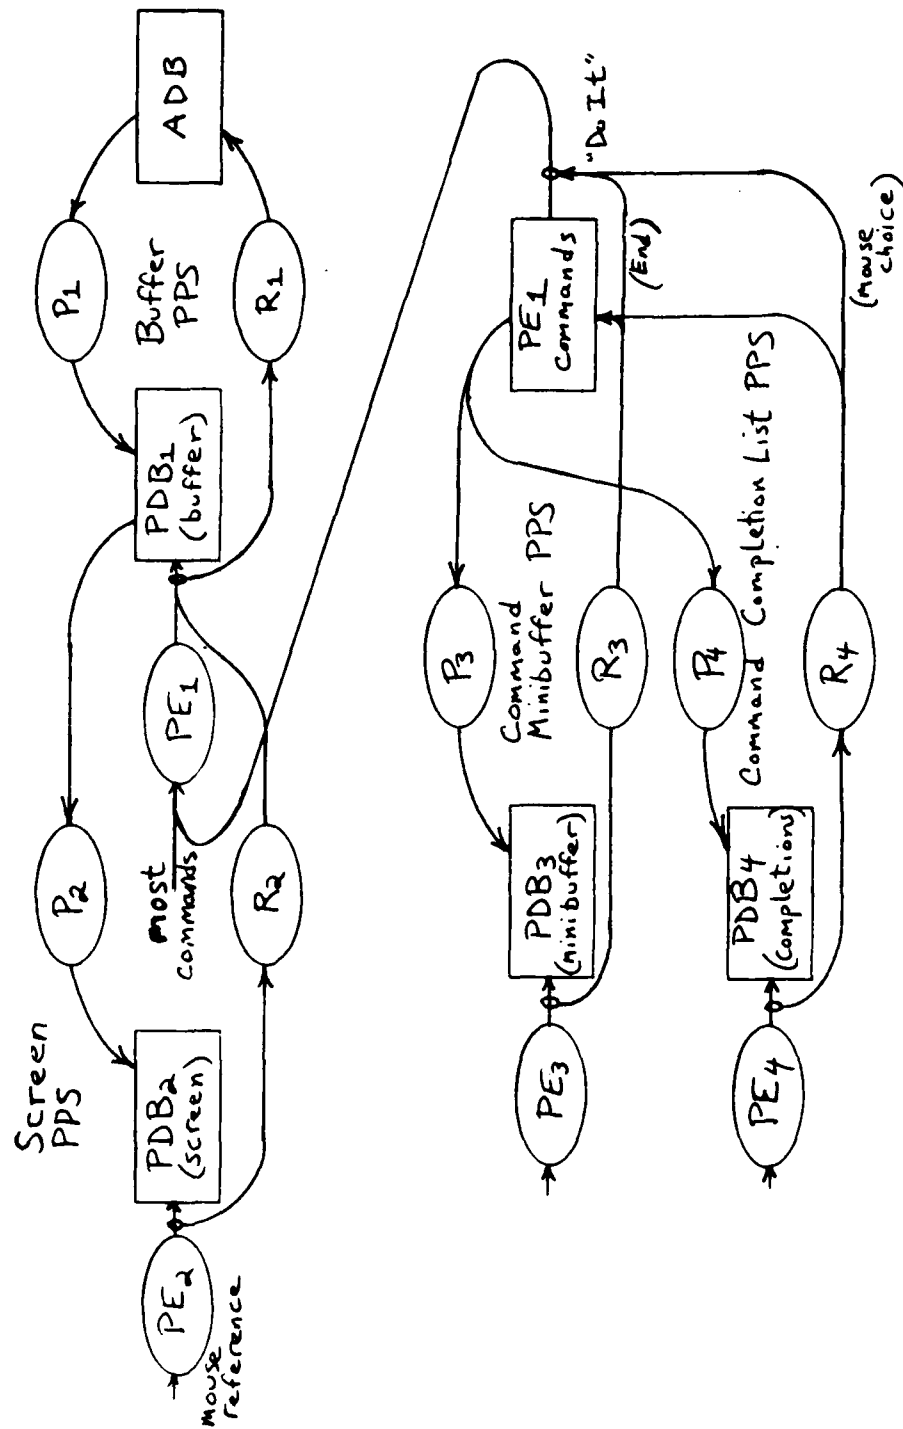 Screen
PPS
P₂
P₁
ADB
PE₂
mouse
reference
PDB₂
(screen)
most
commands
PE₁
PDB₁
(buffer)
Buffer
PPS
R₂
R₁
PE₃
PDB₃
(minibuffer)
P₃
Command
Minibuffer PPS
R₃
PE1
commands
"Do It"
(End)
PE₄
PDB₄
(completions)
P₄
Command Completion List PPS
R₄
(mouse
choice)